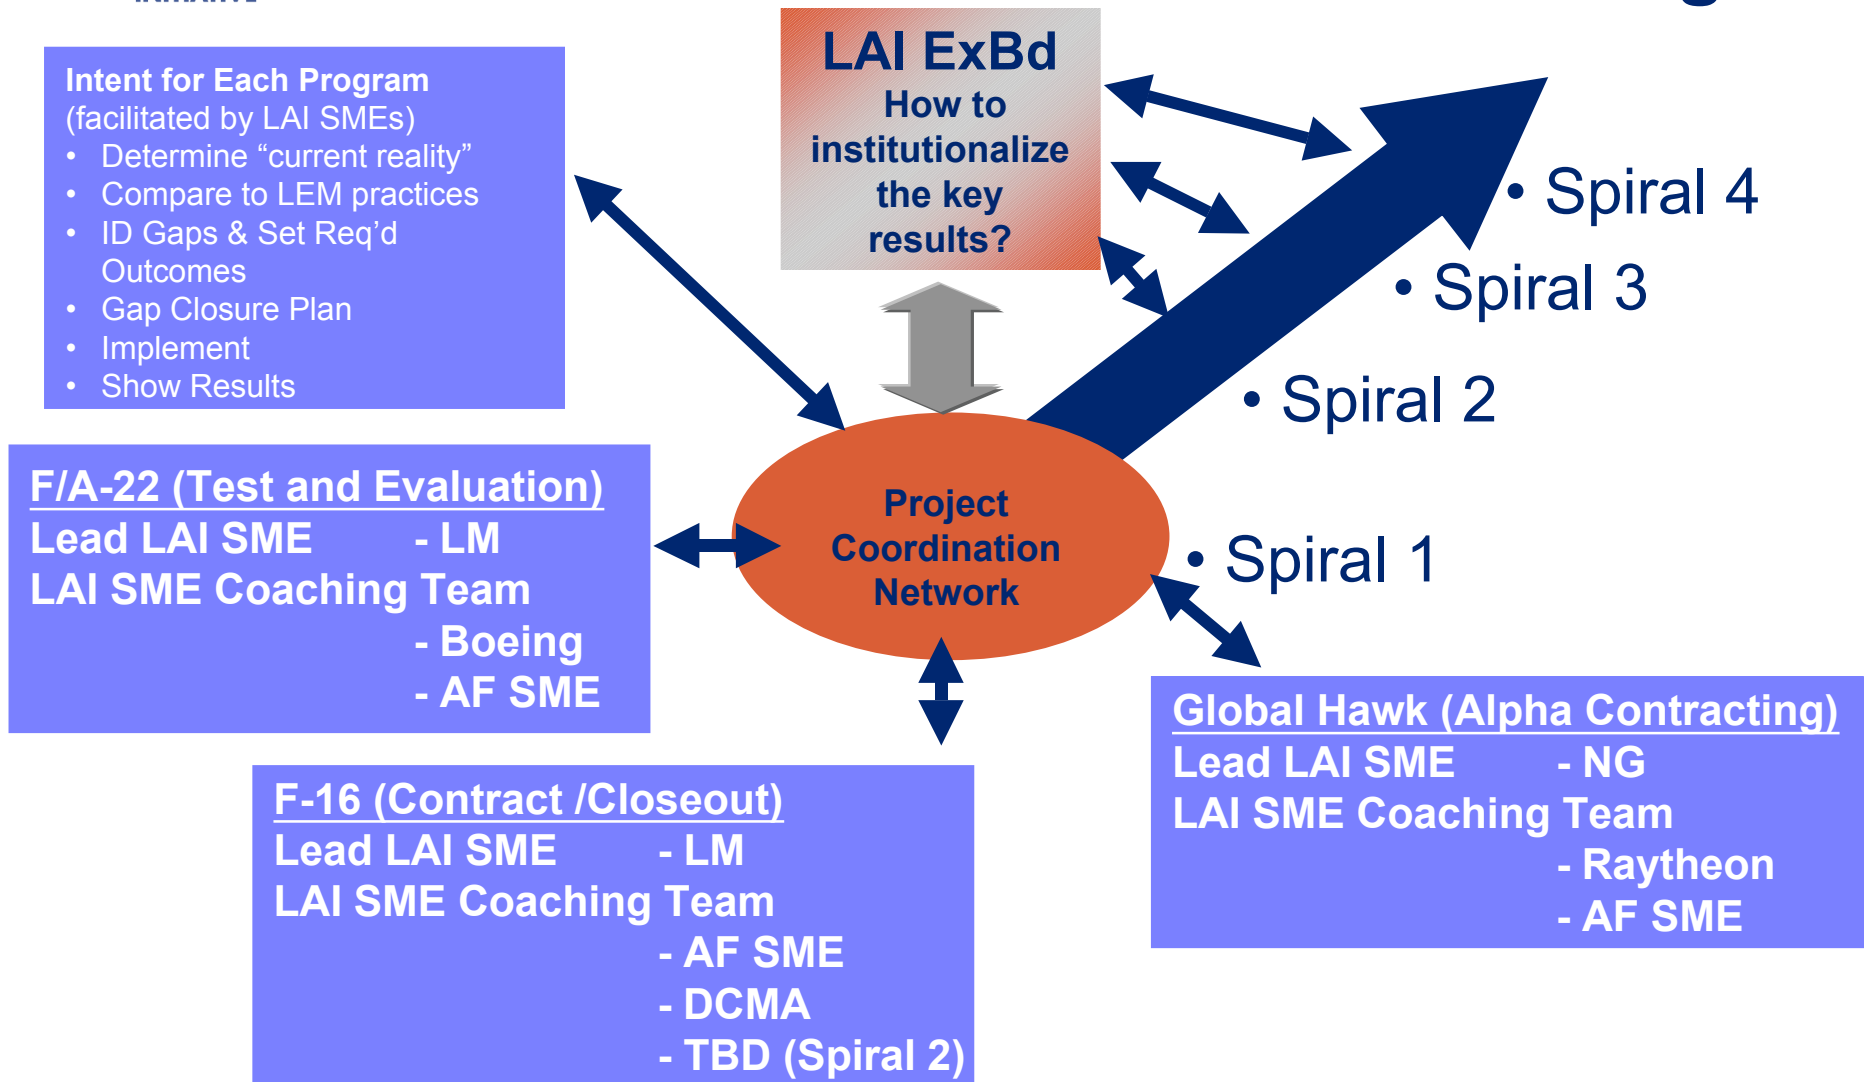 Intent for Each Program
(facilitated by LAI SMEs)
• Determine “current reality”
• Compare to LEM practices
• ID Gaps & Set Req’d
Outcomes
• Gap Closure Plan
• Implement
• Show Results
LAI ExBd
How to
institutionalize
the key
results?
• Spiral 4
• Spiral 3
• Spiral 2
• Spiral 1
Project
Coordination
Network
F/A-22 (Test and Evaluation)
Lead LAI SME - LM
LAI SME Coaching Team
- Boeing
- AF SME
F-16 (Contract /Closeout)
Lead LAI SME - LM
LAI SME Coaching Team
- AF SME
- DCMA
- TBD (Spiral 2)
Global Hawk (Alpha Contracting)
Lead LAI SME - NG
LAI SME Coaching Team
- Raytheon
- AF SME